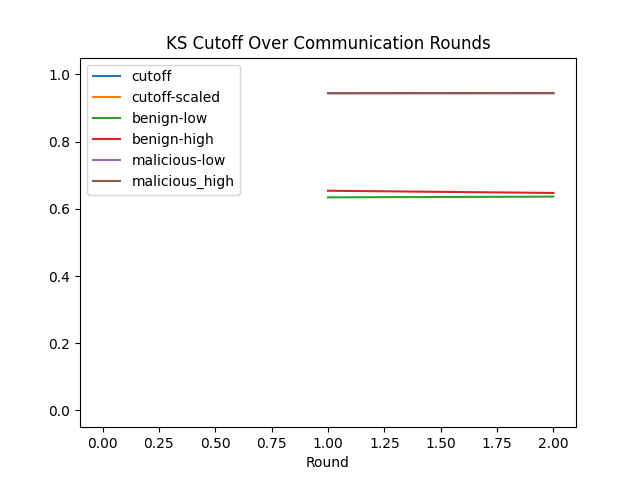 KS Cutoff Over Communication Rounds
1.0
0.8
0.6
0.4
0.2
0.0
cutoff
cutoff-scaled
benign-low
benign-high
malicious-low
malicious_high
0.00 0.25 0.50 0.75 1.00 1.25 1.50 1.75 2.00
Round